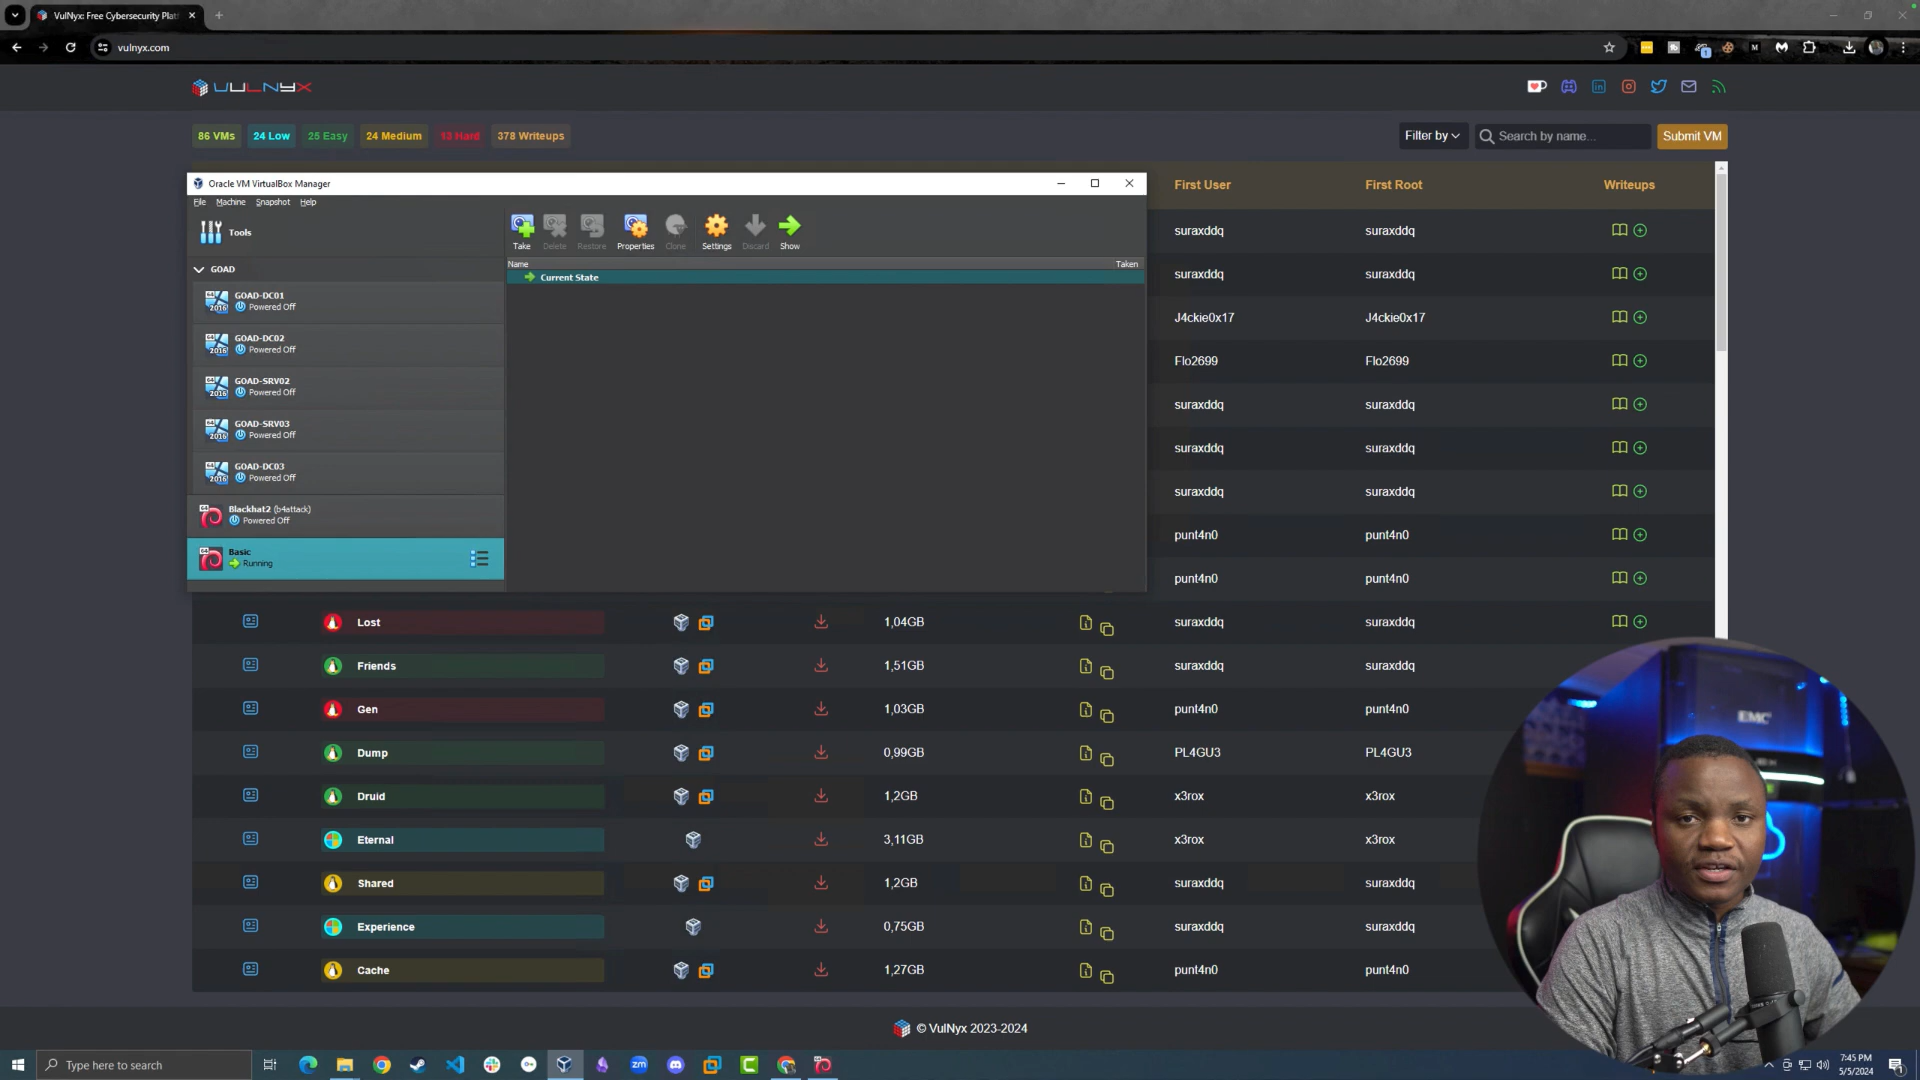 VulNyx: Free Cybersecurity Plat
vulnyx.com
VULNYX
86 VMs 24 Low 25 Easy 24 Medium 13 Hard 378 Writeups
Filter by Search by name... Submit VM
First User First Root Writeups
Oracle VM VirtualBox Manager
File Machine Snapshot Help
Tools
Take Delete Restore Properties Clone Settings Discard Show
Name Taken
Current State
GOAD
GOAD-DC01
Powered Off
GOAD-DC02
Powered Off
GOAD-SRV02
Powered Off
GOAD-SRV03
Powered Off
GOAD-DC03
Powered Off
Blackhat2 (b4attack)
Powered Off
Basic
Running
suraxddq suraxddq
suraxddq suraxddq
J4ckie0x17 J4ckie0x17
Flo2699 Flo2699
suraxddq suraxddq
suraxddq suraxddq
suraxddq suraxddq
punt4n0 punt4n0
punt4n0 punt4n0
Lost 1,04GB suraxddq suraxddq
Friends 1,51GB suraxddq suraxddq
Gen 1,03GB punt4n0 punt4n0
Dump 0,99GB PL4GU3 PL4GU3
Druid 1,2GB x3rox x3rox
Eternal 3,11GB x3rox x3rox
Shared 1,2GB suraxddq suraxddq
Experience 0,75GB suraxddq suraxddq
Cache 1,27GB punt4n0 punt4n0
EMC
© VulNyx 2023-2024
Type here to search
7:45 PM
5/5/2024